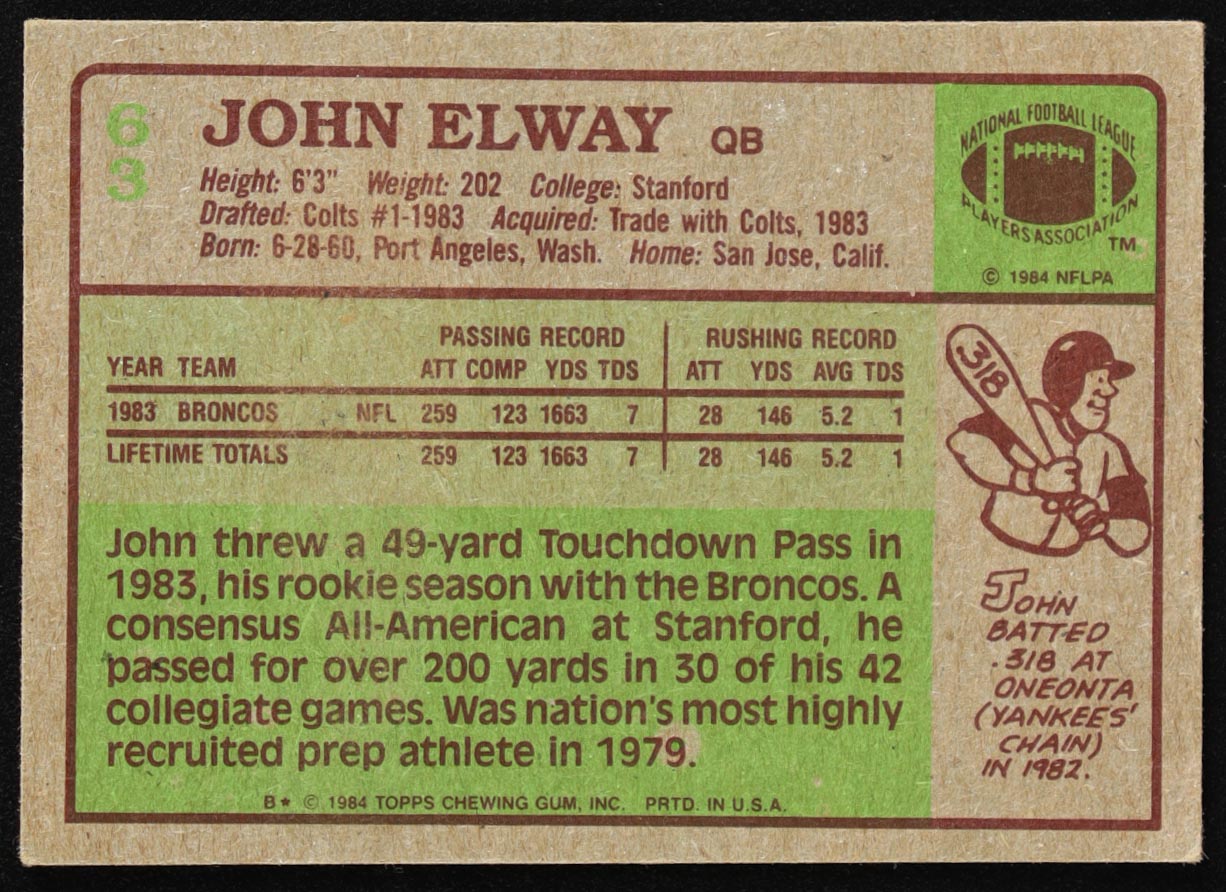 63
JOHN ELWAY QB
Height: 6'3" Weight: 202 College: Stanford
Drafted: Colts #1-1983 Acquired: Trade with Colts, 1983
Born: 6-28-60, Port Angeles, Wash. Home: San Jose, Calif.
NATIONAL FOOTBALL LEAGUE
PLAYERS ASSOCIATION
TM
© 1984 NFLPA
PASSING RECORD RUSHING RECORD
YEAR TEAM ATT COMP YDS TDS ATT YDS AVG TDS
1983 BRONCOS NFL 259 123 1663 7 28 146 5.2 1
LIFETIME TOTALS 259 123 1663 7 28 146 5.2 1
John threw a 49-yard Touchdown Pass in
1983, his rookie season with the Broncos. A
consensus All-American at Stanford, he
passed for over 200 yards in 30 of his 42
collegiate games. Was nation's most highly
recruited prep athlete in 1979.
B* © 1984 TOPPS CHEWING GUM, INC. PRTD. IN U.S.A.
318
JOHN
BATTED
.318 AT
ONEONTA
(YANKEES'
CHAIN)
IN 1982.